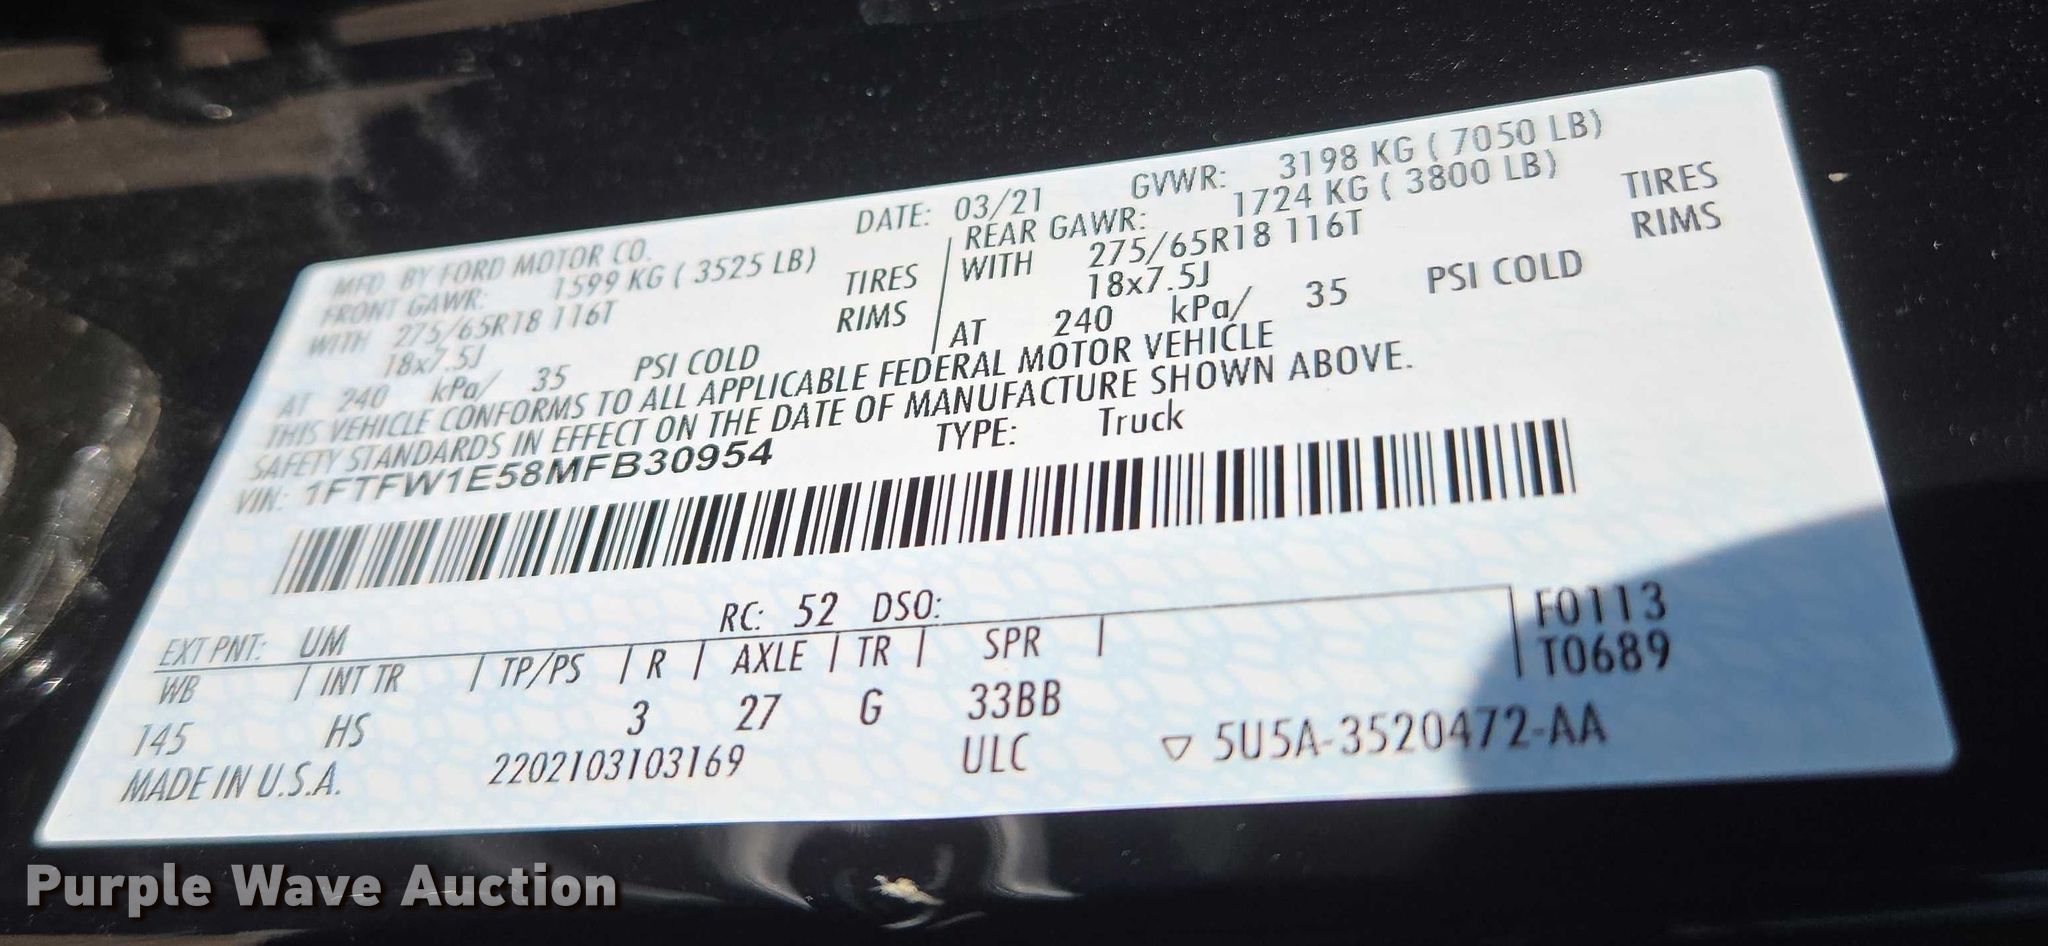 MFD. BY FORD MOTOR CO.
DATE: 03/21 GVWR: 3198 KG ( 7050 LB)
FRONT GAWR: 1599 KG ( 3525 LB)
REAR GAWR: 1724 KG ( 3800 LB)
WITH 275/65R18 116T TIRES
WITH 275/65R18 116T TIRES
18x7.5J RIMS
18x7.5J RIMS
AT 240 kPa/ 35 PSI COLD
AT 240 kPa/ 35 PSI COLD
THIS VEHICLE CONFORMS TO ALL APPLICABLE FEDERAL MOTOR VEHICLE
SAFETY STANDARDS IN EFFECT ON THE DATE OF MANUFACTURE SHOWN ABOVE.
VIN: 1FTFW1E58MFB30954 TYPE: Truck
EXT PNT: UM RC: 52 DSO: F0113
WB | INT TR | TP/PS | R | AXLE | TR | SPR | T0689
145 HS 3 27 G 33BB
MADE IN U.S.A. 2202103103169 ULC ▽ 5U5A-3520472-AA
Purple Wave Auction